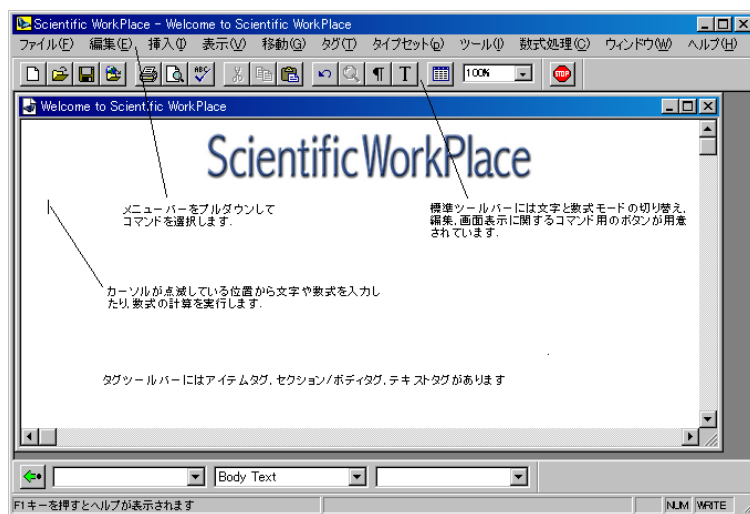 Scientific WorkPlace - Welcome to Scientific WorkPlace
ファイル(F) 編集(E) 挿入(I) 表示(V) 移動(G) タグ(T) タイプセット(p) ツール(l) 数式処理(C) ウィンドウ(W) ヘルプ(H)
ABC T 100% STOP
Welcome to Scientific WorkPlace
Scientific WorkPlace
メニューバーをプルダウンして
コマンドを選択します.
標準ツールバーには文字と数式モードの切り替え,
編集,画面表示に関するコマンド用のボタンが用意
されています.
カーソルが点滅している位置から文字や数式を入力し
たり,数式の計算を実行します.
タグツールバーにはアイテムタグ,セクション/ボディタグ,テキストタグがあります
Body Text
F1キーを押すとヘルプが表示されます NUM WRITE